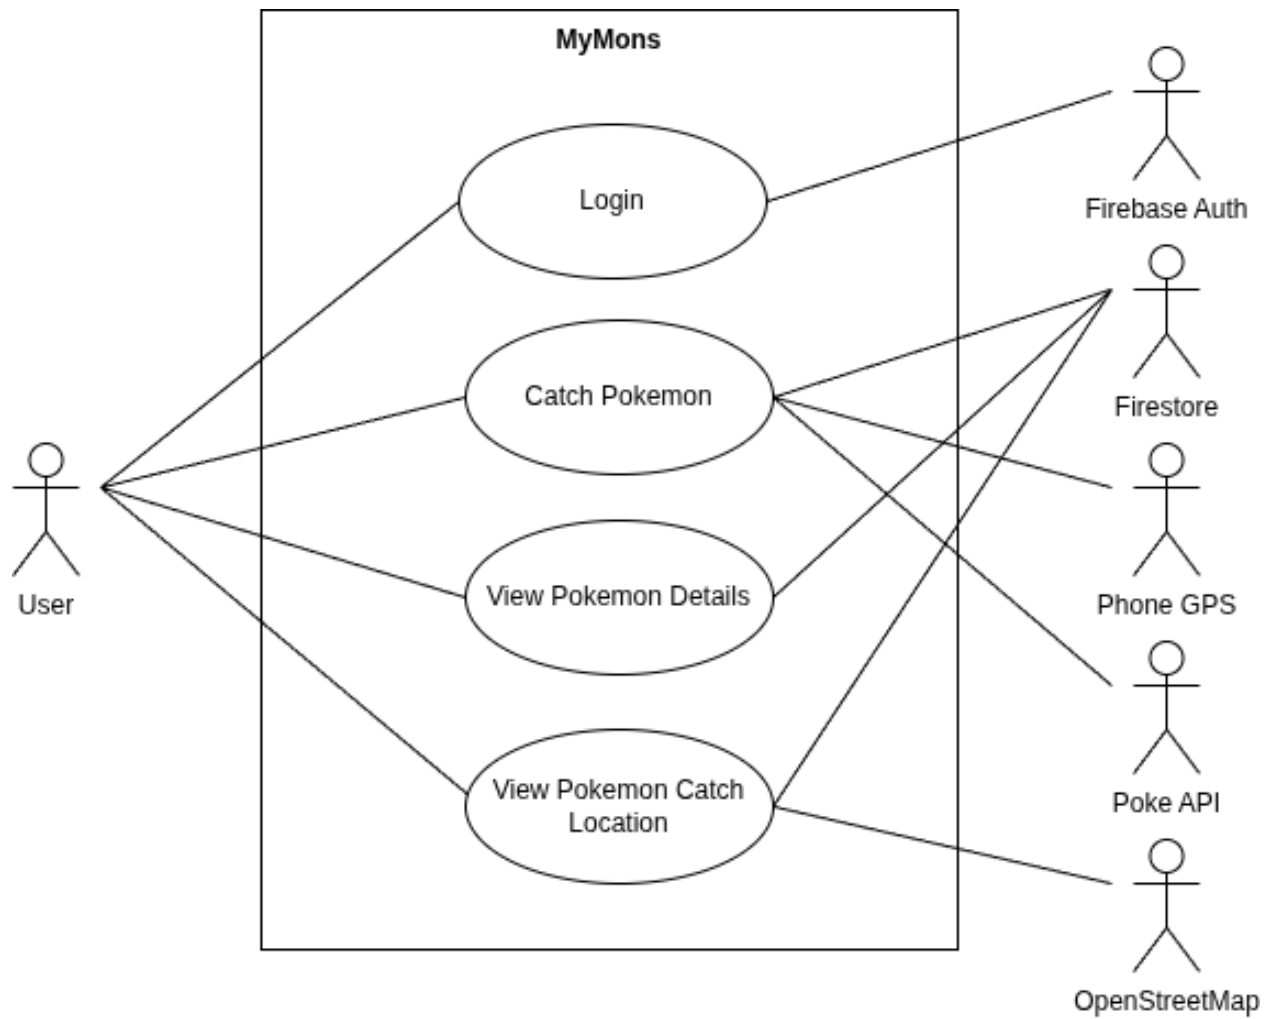 MyMons
Login
Catch Pokemon
View Pokemon Details
View Pokemon Catch
Location
User
Firebase Auth
Firestore
Phone GPS
Poke API
OpenStreetMap